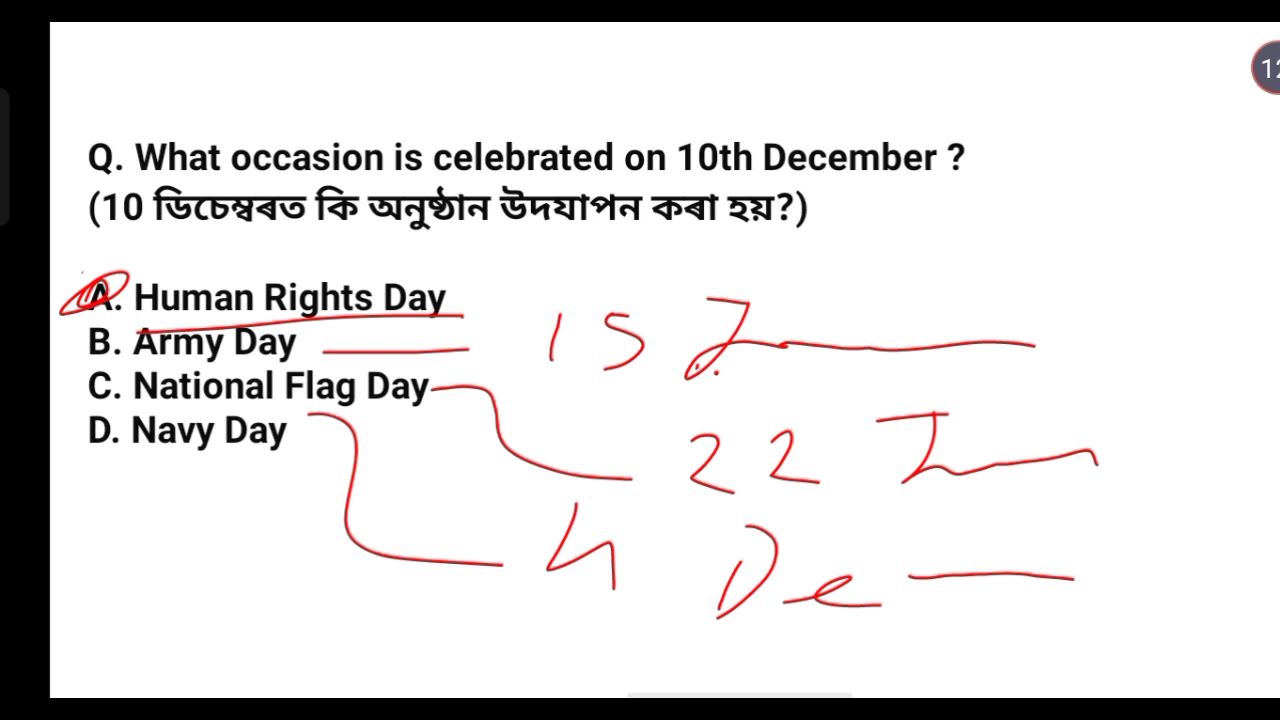 Q. What occasion is celebrated on 10th December ?
(10 ডিচেম্বৰত কি অনুষ্ঠান উদযাপন কৰা হয়?)
A. Human Rights Day
B. Army Day 15 J
C. National Flag Day
D. Navy Day 22 J
4 De
12